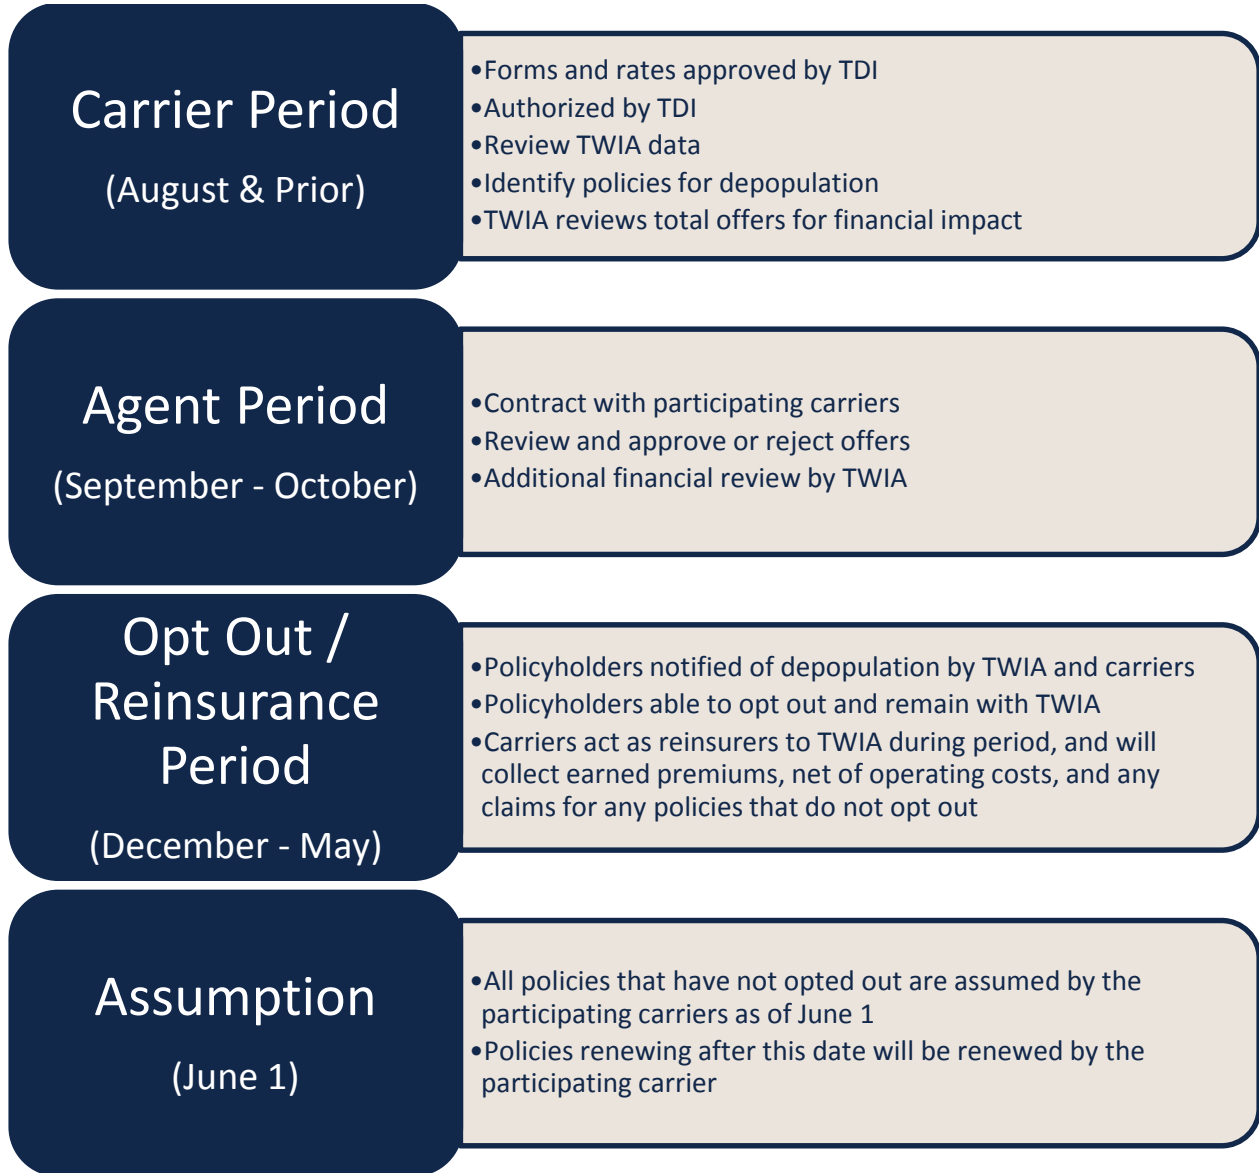 Carrier Period
(August & Prior)
•Forms and rates approved by TDI
•Authorized by TDI
•Review TWIA data
•Identify policies for depopulation
•TWIA reviews total offers for financial impact
Agent Period
(September - October)
•Contract with participating carriers
•Review and approve or reject offers
•Additional financial review by TWIA
Opt Out /
Reinsurance
Period
(December - May)
•Policyholders notified of depopulation by TWIA and carriers
•Policyholders able to opt out and remain with TWIA
•Carriers act as reinsurers to TWIA during period, and will
collect earned premiums, net of operating costs, and any
claims for any policies that do not opt out
Assumption
(June 1)
•All policies that have not opted out are assumed by the
participating carriers as of June 1
•Policies renewing after this date will be renewed by the
participating carrier